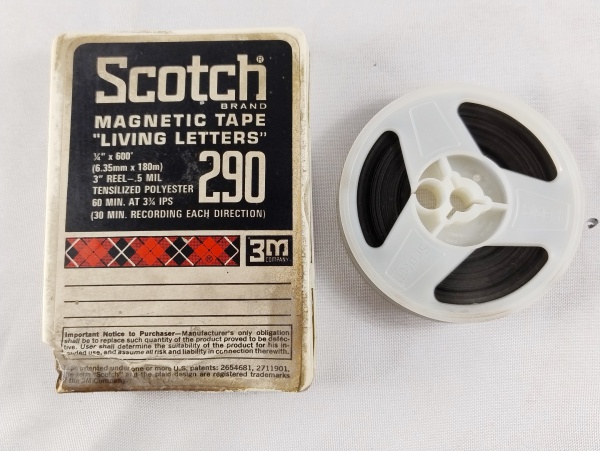 Scotch®
BRAND
MAGNETIC TAPE
"LIVING LETTERS"
¼" x 600'
(6.35mm x 180m)
3" REEL-.5 MIL
TENSILIZED POLYESTER
290
60 MIN. AT 3¾ IPS
(30 MIN. RECORDING EACH DIRECTION)
®
3M
COMPANY
Important Notice to Purchaser—Manufacturer's only obligation
shall be to replace such quantity of the product proved to be defec-
tive. User shall determine the suitability of the product for his in-
tended use, and assume all risk and liability in connection therewith.
extended under one or more U.S. patents: 2654681, 2711901,
"Scotch" and the plaid design are registered trademarks
the 3M Company